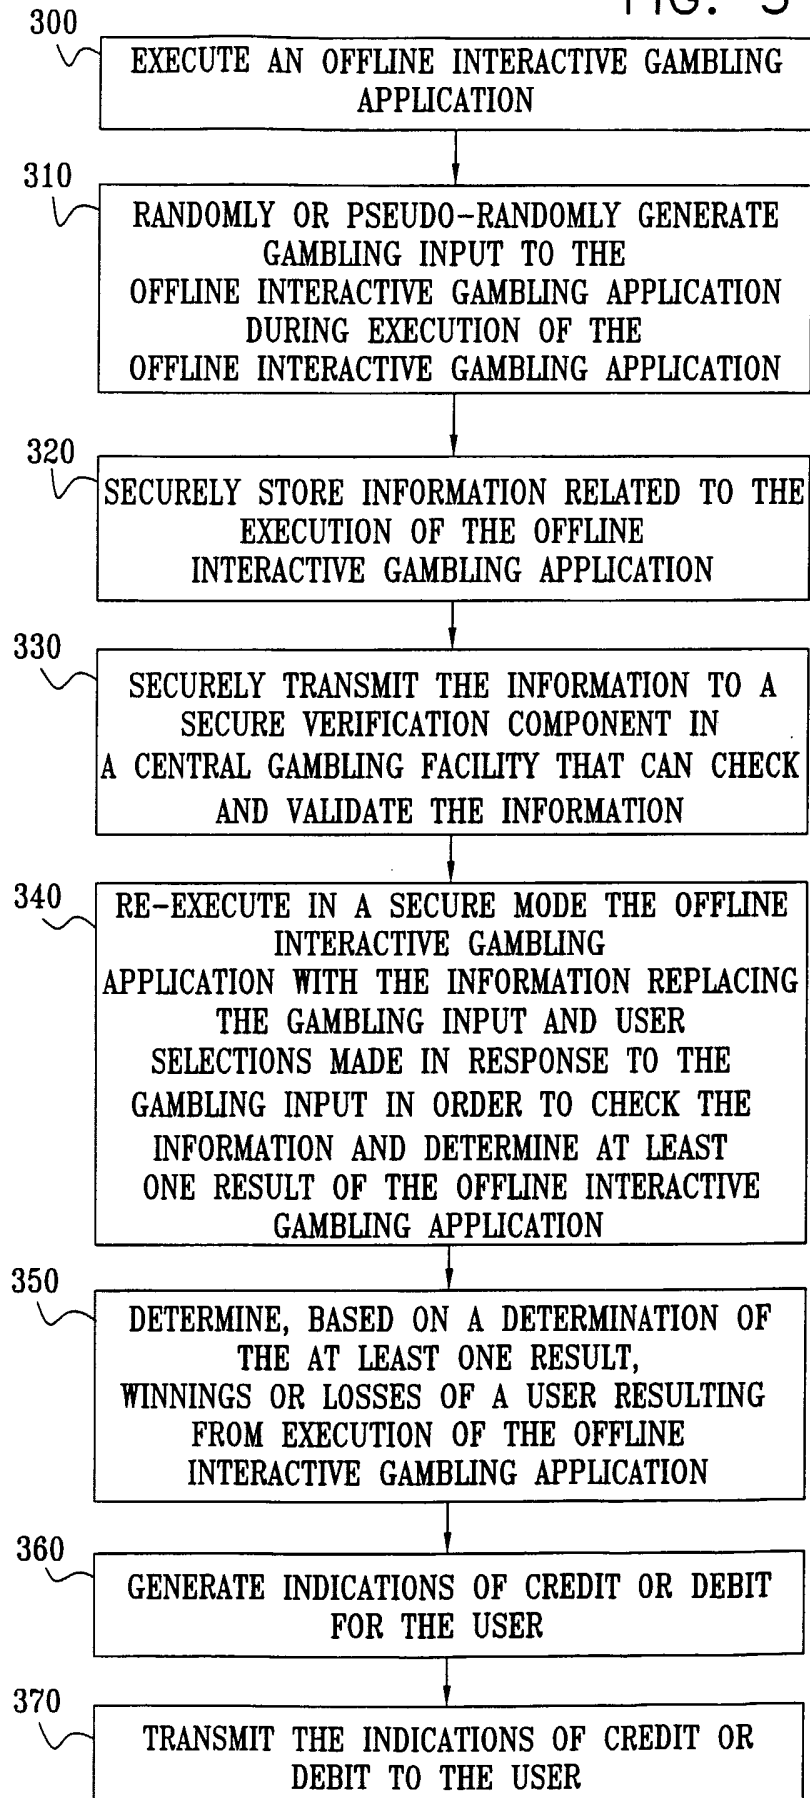 FIG. 3
300
EXECUTE AN OFFLINE INTERACTIVE GAMBLING
APPLICATION
310
RANDOMLY OR PSEUDO-RANDOMLY GENERATE
GAMBLING INPUT TO THE
OFFLINE INTERACTIVE GAMBLING APPLICATION
DURING EXECUTION OF THE
OFFLINE INTERACTIVE GAMBLING APPLICATION
320
SECURELY STORE INFORMATION RELATED TO THE
EXECUTION OF THE OFFLINE
INTERACTIVE GAMBLING APPLICATION
330
SECURELY TRANSMIT THE INFORMATION TO A
SECURE VERIFICATION COMPONENT IN
A CENTRAL GAMBLING FACILITY THAT CAN CHECK
AND VALIDATE THE INFORMATION
340
RE-EXECUTE IN A SECURE MODE THE OFFLINE
INTERACTIVE GAMBLING
APPLICATION WITH THE INFORMATION REPLACING
THE GAMBLING INPUT AND USER
SELECTIONS MADE IN RESPONSE TO THE
GAMBLING INPUT IN ORDER TO CHECK THE
INFORMATION AND DETERMINE AT LEAST
ONE RESULT OF THE OFFLINE INTERACTIVE
GAMBLING APPLICATION
350
DETERMINE, BASED ON A DETERMINATION OF
THE AT LEAST ONE RESULT,
WINNINGS OR LOSSES OF A USER RESULTING
FROM EXECUTION OF THE OFFLINE
INTERACTIVE GAMBLING APPLICATION
360
GENERATE INDICATIONS OF CREDIT OR DEBIT
FOR THE USER
370
TRANSMIT THE INDICATIONS OF CREDIT OR
DEBIT TO THE USER